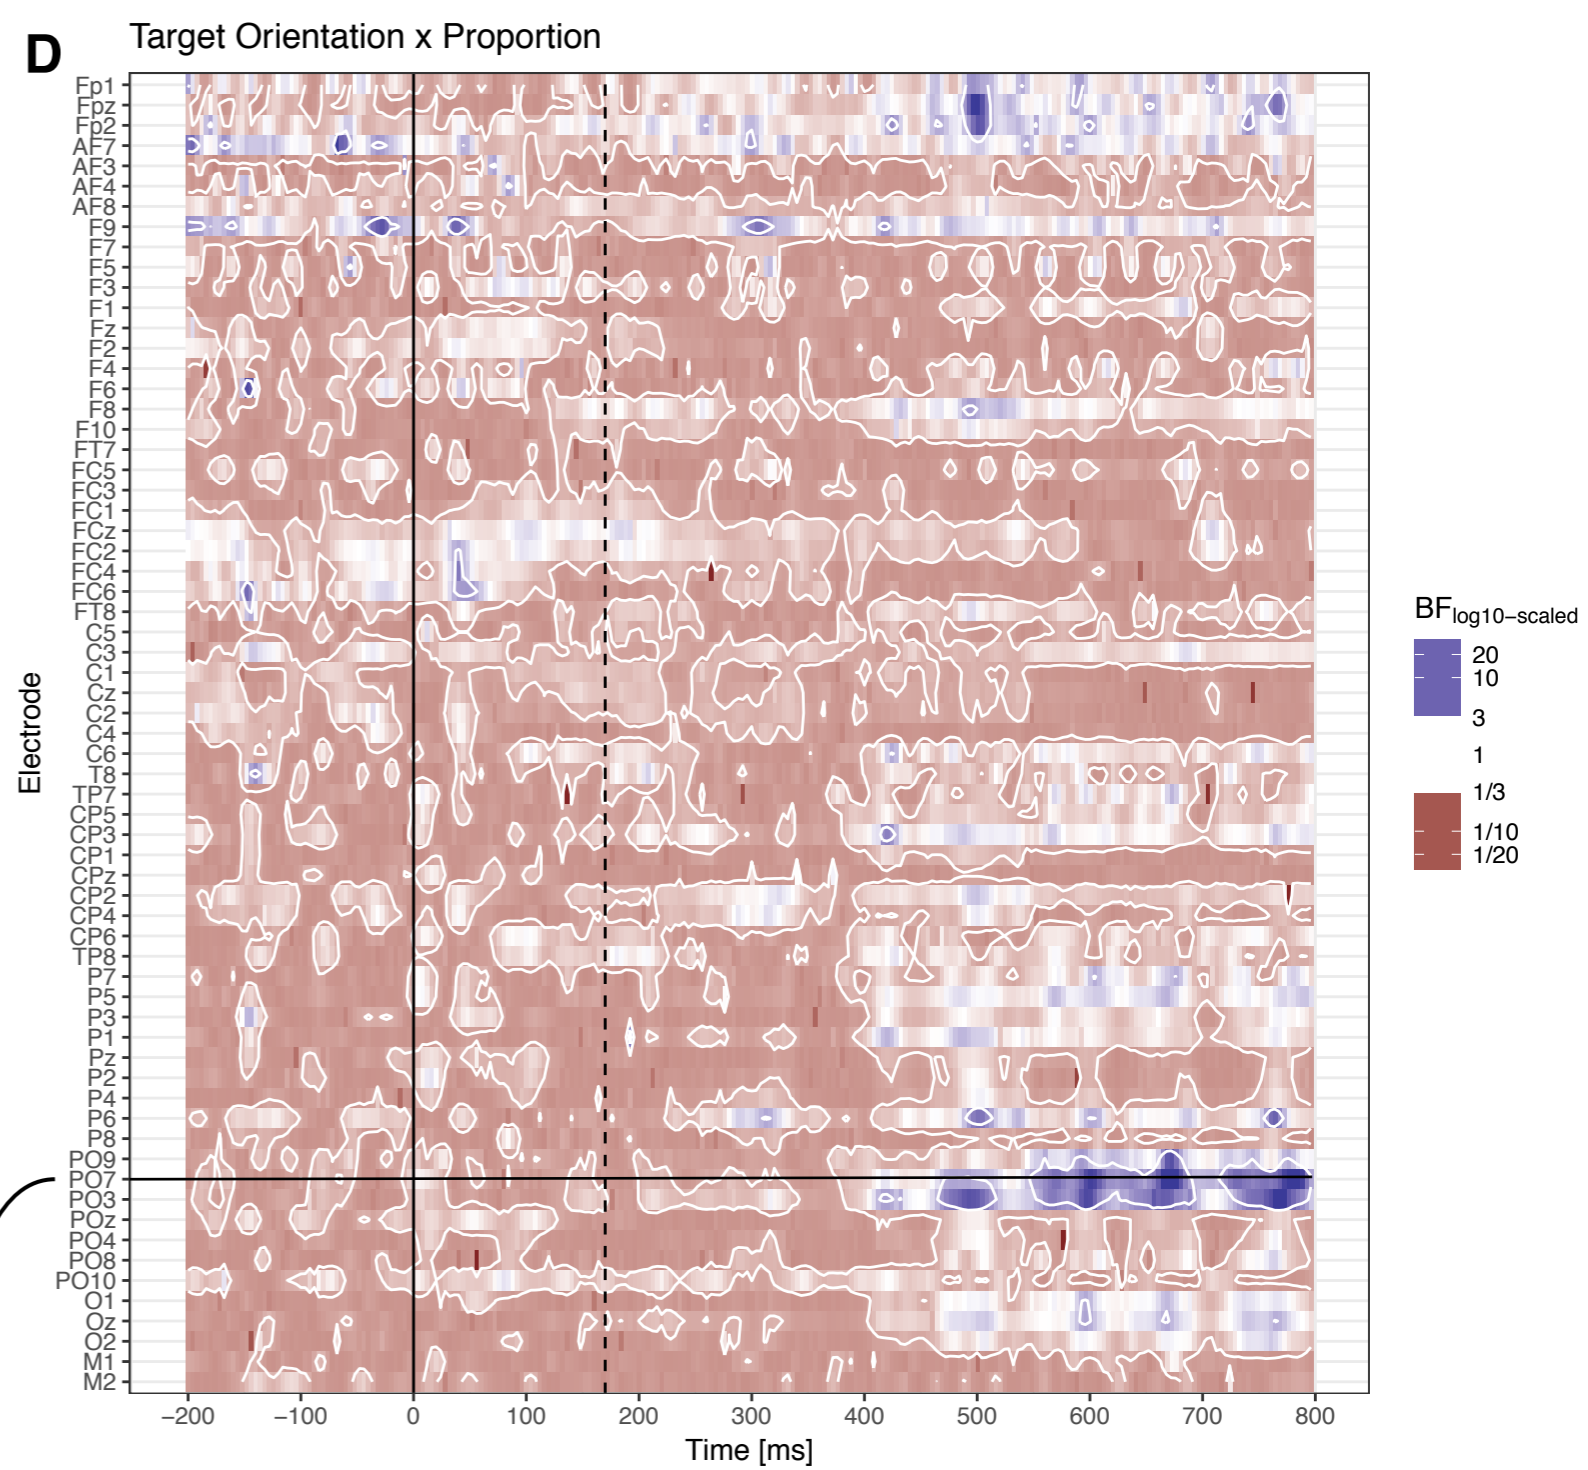 D
Target Orientation x Proportion
Electrode
Fp1
Fpz
Fp2
AF7
AF3
AF4
AF8
F9
F7
F5
F3
F1
Fz
F2
F4
F6
F8
F10
FT7
FC5
FC3
FC1
FCz
FC2
FC4
FC6
FT8
C5
C3
C1
Cz
C2
C4
C6
T8
TP7
CP5
CP3
CP1
CPz
CP2
CP4
CP6
TP8
P7
P5
P3
P1
Pz
P2
P4
P6
P8
PO9
PO7
PO3
POz
PO4
PO8
PO10
O1
Oz
O2
M1
M2
−200 −100 0 100 200 300 400 500 600 700 800
Time [ms]
BFlog10−scaled
20
10
3
1
1/3
1/10
1/20